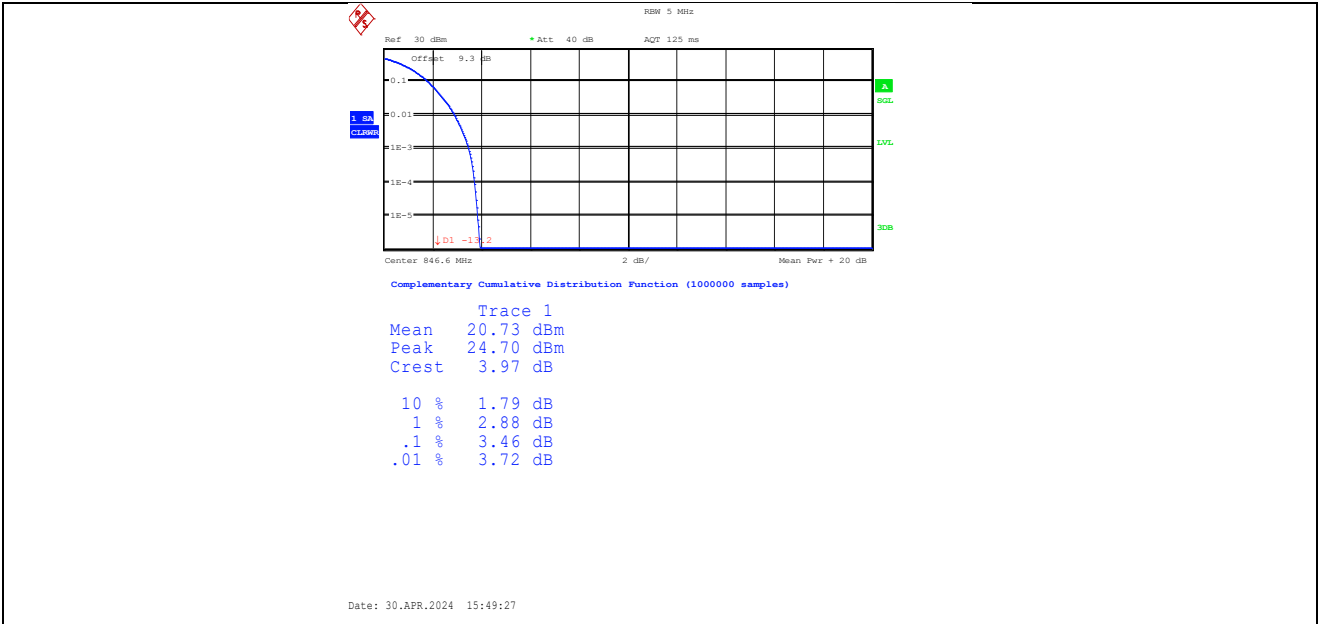 RBW 5 MHz
Ref 30 dBm * Att 40 dB AQT 125 ms
Offset 9.3 dB
0.1
A
SGL
0.01
1 SA
CLRWR
1E-3
LVL
1E-4
1E-5
3DB
↓D1 -13.2
Center 846.6 MHz 2 dB/ Mean Pwr + 20 dB
Complementary Cumulative Distribution Function (1000000 samples)
Trace 1
Mean 20.73 dBm
Peak 24.70 dBm
Crest 3.97 dB
10 % 1.79 dB
1 % 2.88 dB
.1 % 3.46 dB
.01 % 3.72 dB
Date: 30.APR.2024 15:49:27